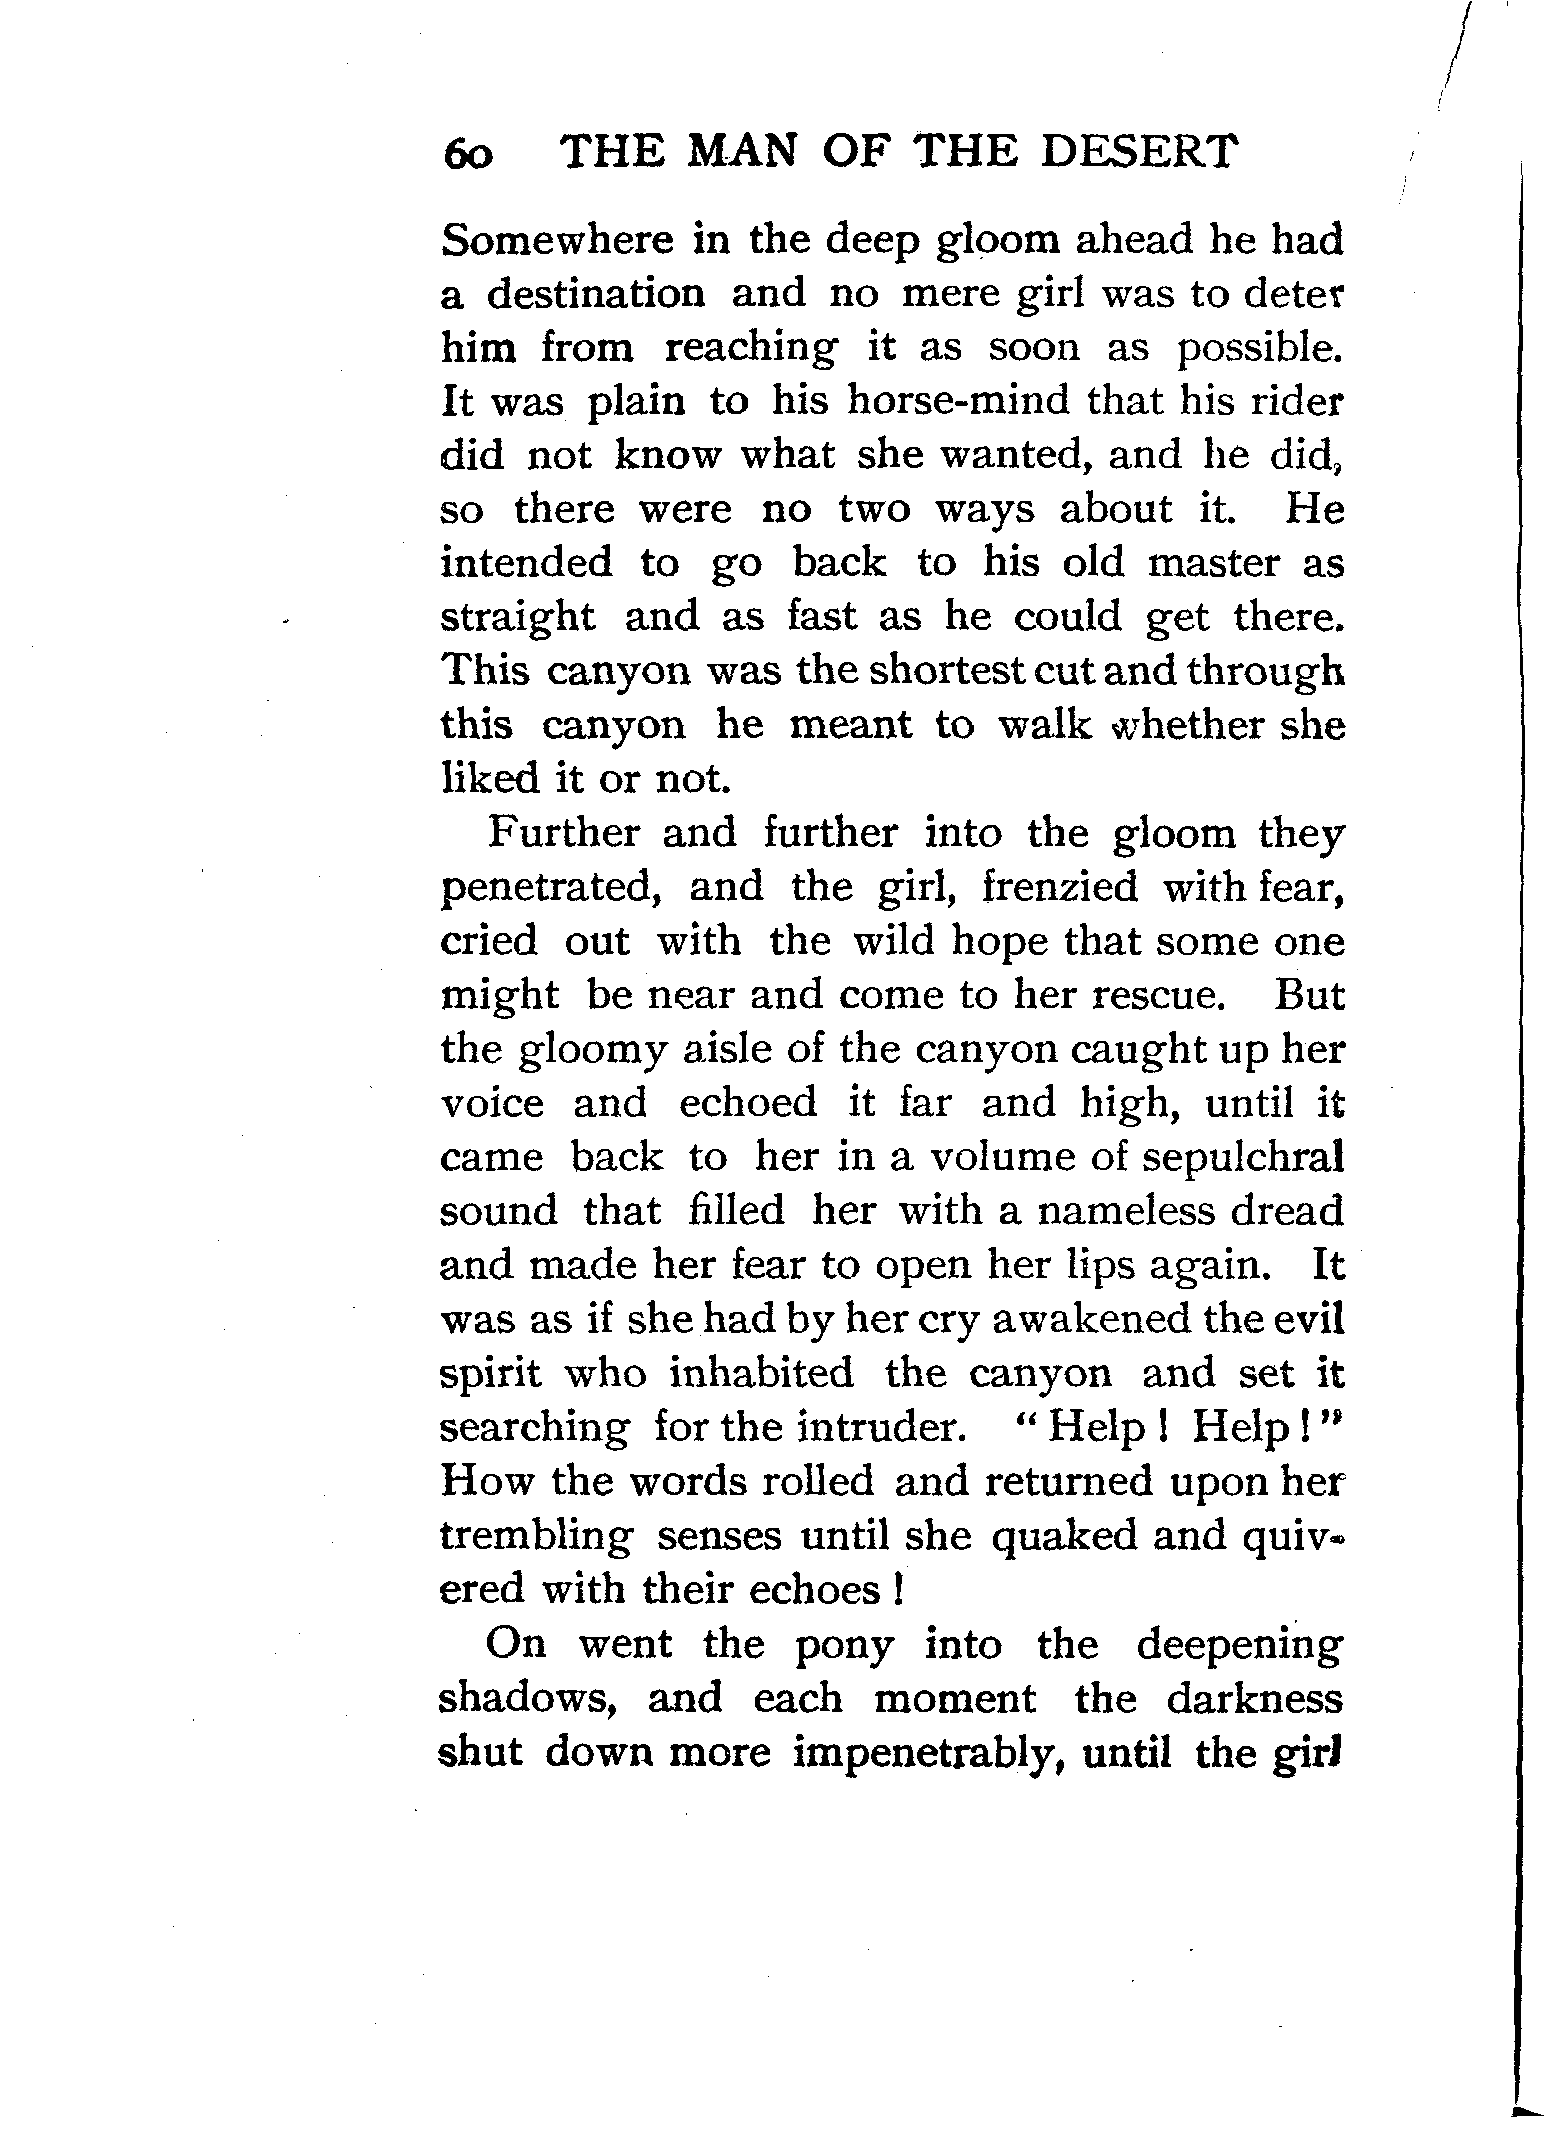 60 THE MAN OF THE DESERT
Somewhere in the deep gloom ahead he had
a destination and no mere girl was to deter
him from reaching it as soon as possible.
It was plain to his horse-mind that his rider
did not know what she wanted, and he did,
so there were no two ways about it. He
intended to go back to his old master as
straight and as fast as he could get there.
This canyon was the shortest cut and through
this canyon he meant to walk whether she
liked it or not.
Further and further into the gloom they
penetrated, and the girl, frenzied with fear,
cried out with the wild hope that some one
might be near and come to her rescue. But
the gloomy aisle of the canyon caught up her
voice and echoed it far and high, until it
came back to her in a volume of sepulchral
sound that filled her with a nameless dread
and made her fear to open her lips again. It
was as if she had by her cry awakened the evil
spirit who inhabited the canyon and set it
searching for the intruder. “ Help ! Help ! ”
How the words rolled and returned upon her
trembling senses until she quaked and quiv-
ered with their echoes !
On went the pony into the deepening
shadows, and each moment the darkness
shut down more impenetrably, until the girl